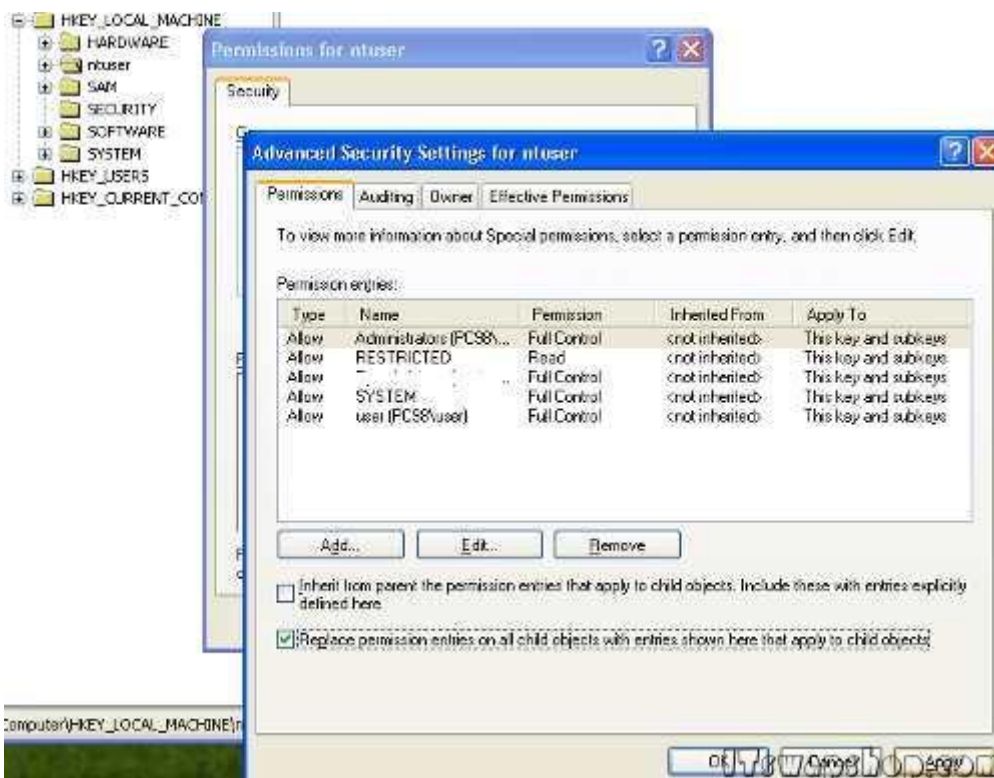 HKEY_LOCAL_MACHINE
HARDWARE
ntuser
SAM
SECURITY
SOFTWARE
SYSTEM
HKEY_USERS
HKEY_CURRENT_CO
Permissions for ntuser
Security
Advanced Security Settings for ntuser
Permissions Auditing Owner Effective Permissions
To view more information about Special permissions, select a permission entry, and then click Edit.
Permission entries:
Type Name Permission Inherited From Apply To
Allow Administrators (PC98\... Full Control <not inherited> This key and subkeys
Allow RESTRICTED Read <not inherited> This key and subkeys
Allow Full Control <not inherited> This key and subkeys
Allow SYSTEM Full Control <not inherited> This key and subkeys
Allow user (PC98\user) Full Control <not inherited> This key and subkeys
Add... Edit... Remove
Inherit from parent the permission entries that apply to child objects. Include these with entries explicitly
defined here.
Replace permission entries on all child objects with entries shown here that apply to child objects
Computer\HKEY_LOCAL_MACHINE\n
OK Cancel Apply